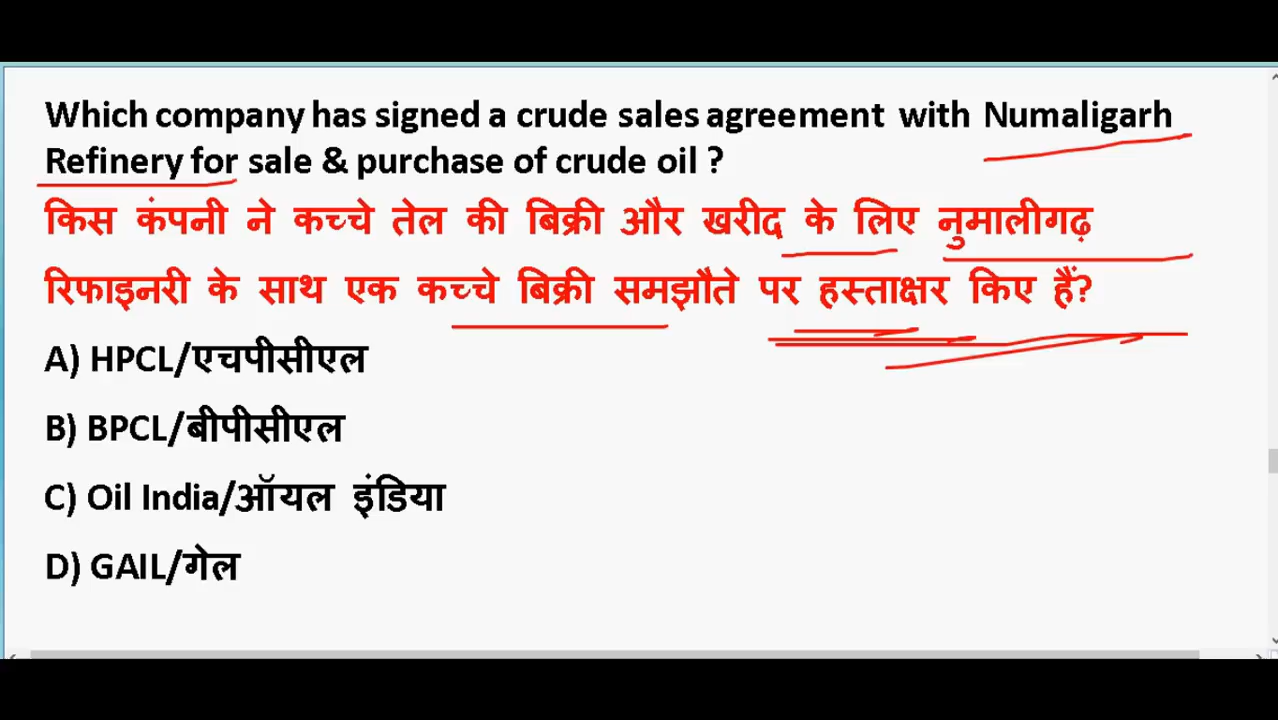 Which company has signed a crude sales agreement with Numaligarh
Refinery for sale & purchase of crude oil ?
किस कंपनी ने कच्चे तेल की बिक्री और खरीद के लिए नुमालीगढ़
रिफाइनरी के साथ एक कच्चे बिक्री समझौते पर हस्ताक्षर किए हैं?
A) HPCL/एचपीसीएल
B) BPCL/बीपीसीएल
C) Oil India/ऑयल इंडिया
D) GAIL/गेल